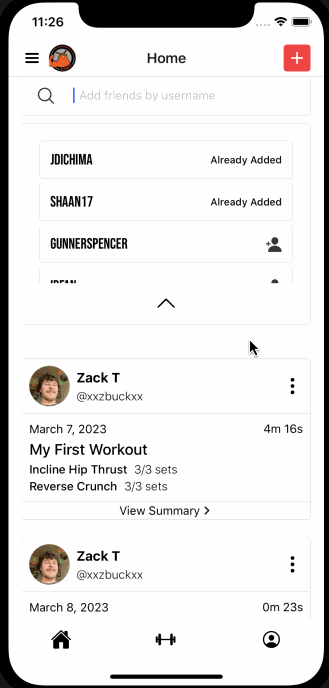 11:26
Home
Add friends by username
JDICHIMA Already Added
SHAAN17 Already Added
GUNNERSPENCER
Zack T
@xxzbuckxx
March 7, 2023 4m 16s
My First Workout
Incline Hip Thrust 3/3 sets
Reverse Crunch 3/3 sets
View Summary
Zack T
@xxzbuckxx
March 8, 2023 0m 23s